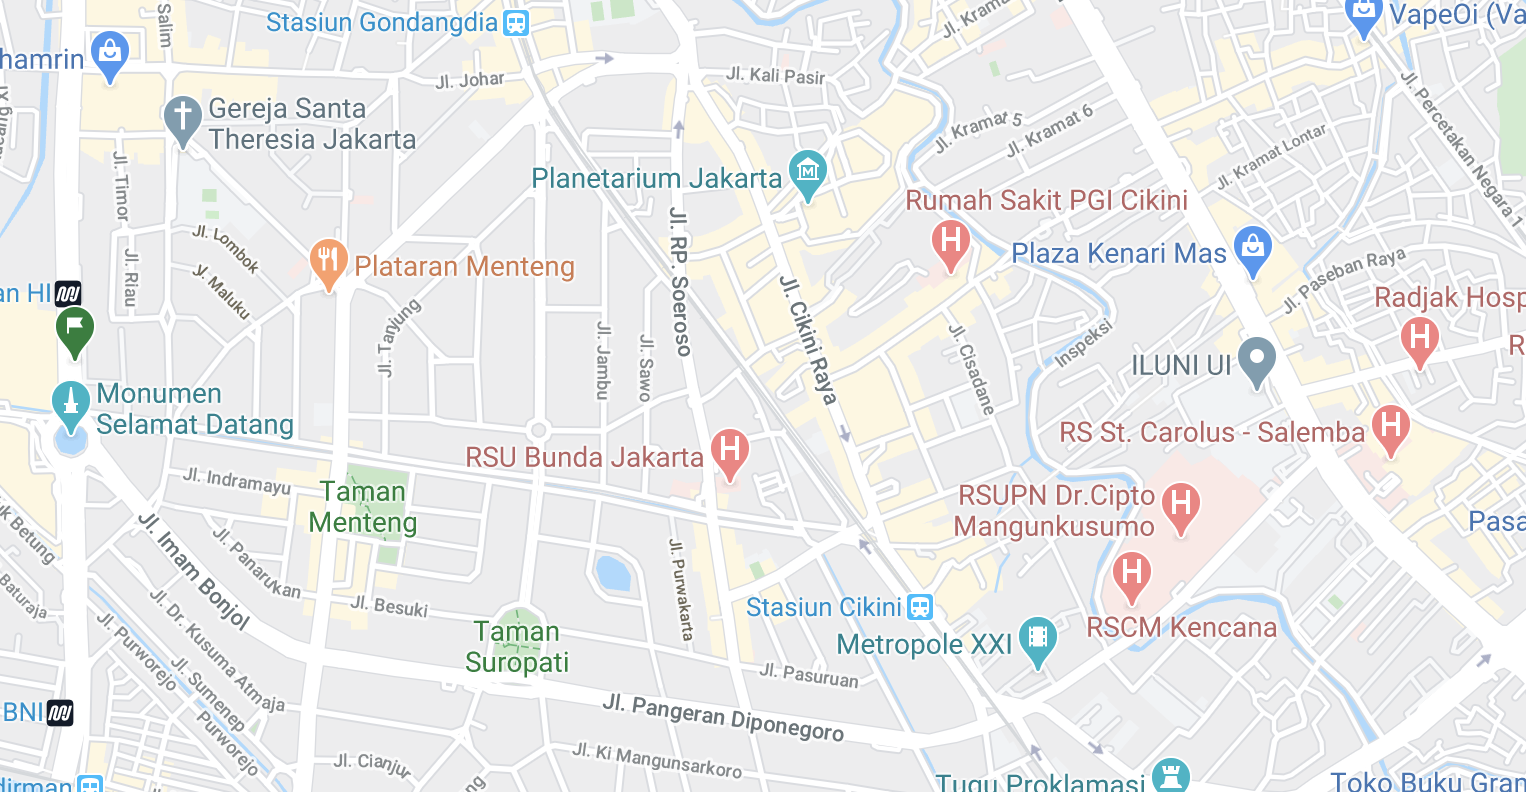 Stasiun Gondangdia
Salim
VapeOi (Va
hamrin
Jl. Johar
Jl. Kali Pasir
Jl. Krama
Jl. Percetakan Negara 1
Gereja Santa
Theresia Jakarta
Jl. Kramat 5
Jl. Kramat 6
Jl. Kramat Lontar
Jl. Timor
Planetarium Jakarta
Rumah Sakit PGI Cikini
Jl. Lombok
Jl. RP. Soeroso
Plaza Kenari Mas
Jl. Paseban Raya
Plataran Menteng
Jl. Riau
Jl. Maluku
an HI
Jl. Tanjung
Jl. Cikini Raya
Radjak Hosp
R
Jl. Jambu
Jl. Sawo
Jl. Cisadane
Inspeksi
ILUNI UI
Monumen
Selamat Datang
RS St. Carolus - Salemba
RSU Bunda Jakarta
Jl. Indramayu
Taman
Menteng
RSUPN Dr.Cipto
Mangunkusumo
Pasa
uk Betung
Jl. Imam Bonjol
Jl. Panarukan
Jl. Purwakarta
Baturaja
Jl. Besuki
Stasiun Cikini
RSCM Kencana
Jl. Dr. Kusuma Atmaja
Jl. Purworejo
Taman
Suropati
Metropole XXI
Jl. Sumenep
Jl. Pasuruan
BNI
Purworejo
Jl. Pangeran Diponegoro
Jl. Cianjur
Jl. Ki Mangunsarkoro
ng
dirman
Tugu Proklamasi
Toko Buku Gran